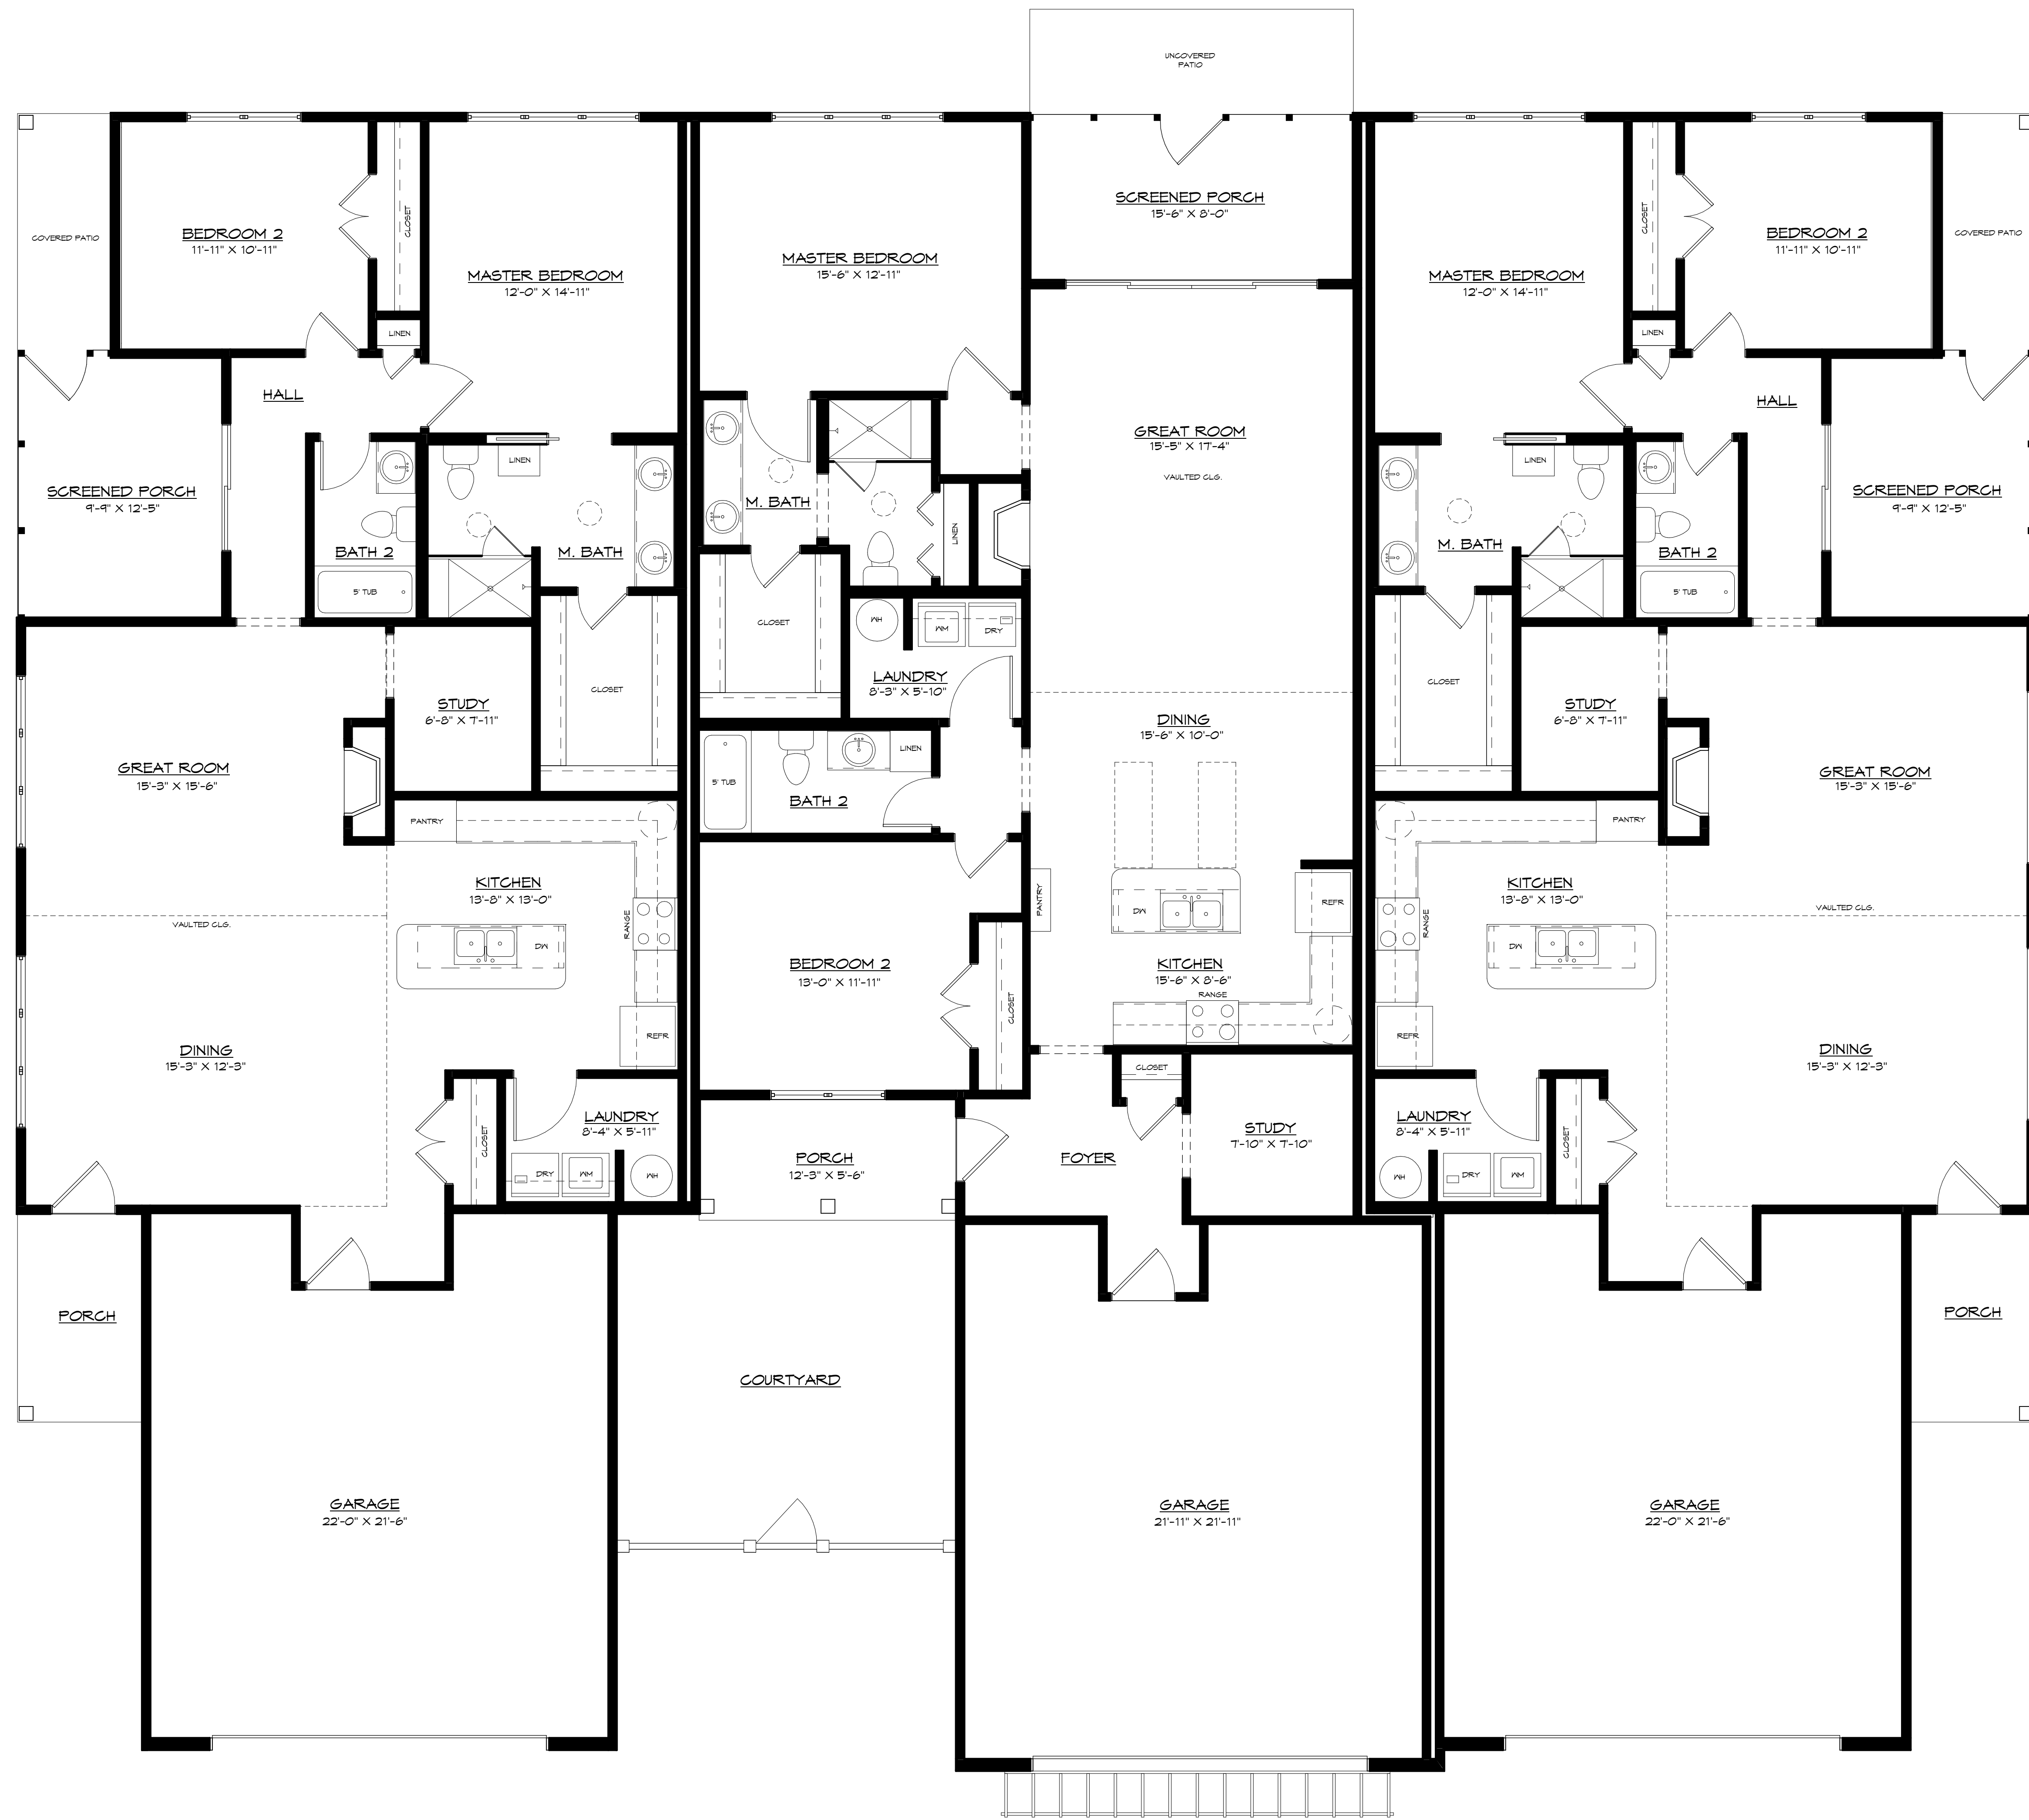 UNCOVERED
PATIO
COVERED PATIO
BEDROOM 2
11'-11" X 10'-11"
CLOSET
LINEN
MASTER BEDROOM
12'-0" X 14'-11"
HALL
SCREENED PORCH
9'-9" X 12'-5"
BATH 2
5' TUB
LINEN
M. BATH
CLOSET
STUDY
6'-8" X 7'-11"
GREAT ROOM
15'-3" X 15'-6"
PANTRY
KITCHEN
13'-8" X 13'-0"
RANGE
DW
VAULTED CLG.
REFR
DINING
15'-3" X 12'-3"
CLOSET
LAUNDRY
8'-4" X 5'-11"
DRY
WM
WH
PORCH
GARAGE
22'-0" X 21'-6"
MASTER BEDROOM
15'-6" X 12'-11"
SCREENED PORCH
15'-6" X 8'-0"
M. BATH
LINEN
GREAT ROOM
15'-5" X 17'-4"
VAULTED CLG.
CLOSET
WH
WM
DRY
LAUNDRY
8'-3" X 5'-10"
DINING
15'-6" X 10'-0"
5' TUB
LINEN
BATH 2
PANTRY
DW
REFR
BEDROOM 2
13'-0" X 11'-11"
CLOSET
KITCHEN
15'-6" X 8'-6"
RANGE
CLOSET
STUDY
7'-10" X 7'-10"
FOYER
PORCH
12'-3" X 5'-6"
COURTYARD
GARAGE
21'-11" X 21'-11"
MASTER BEDROOM
12'-0" X 14'-11"
CLOSET
LINEN
BEDROOM 2
11'-11" X 10'-11"
COVERED PATIO
HALL
SCREENED PORCH
9'-9" X 12'-5"
LINEN
M. BATH
BATH 2
5' TUB
CLOSET
STUDY
6'-8" X 7'-11"
GREAT ROOM
15'-3" X 15'-6"
PANTRY
KITCHEN
13'-8" X 13'-0"
RANGE
DW
VAULTED CLG.
REFR
DINING
15'-3" X 12'-3"
LAUNDRY
8'-4" X 5'-11"
CLOSET
WH
DRY
WM
PORCH
GARAGE
22'-0" X 21'-6"